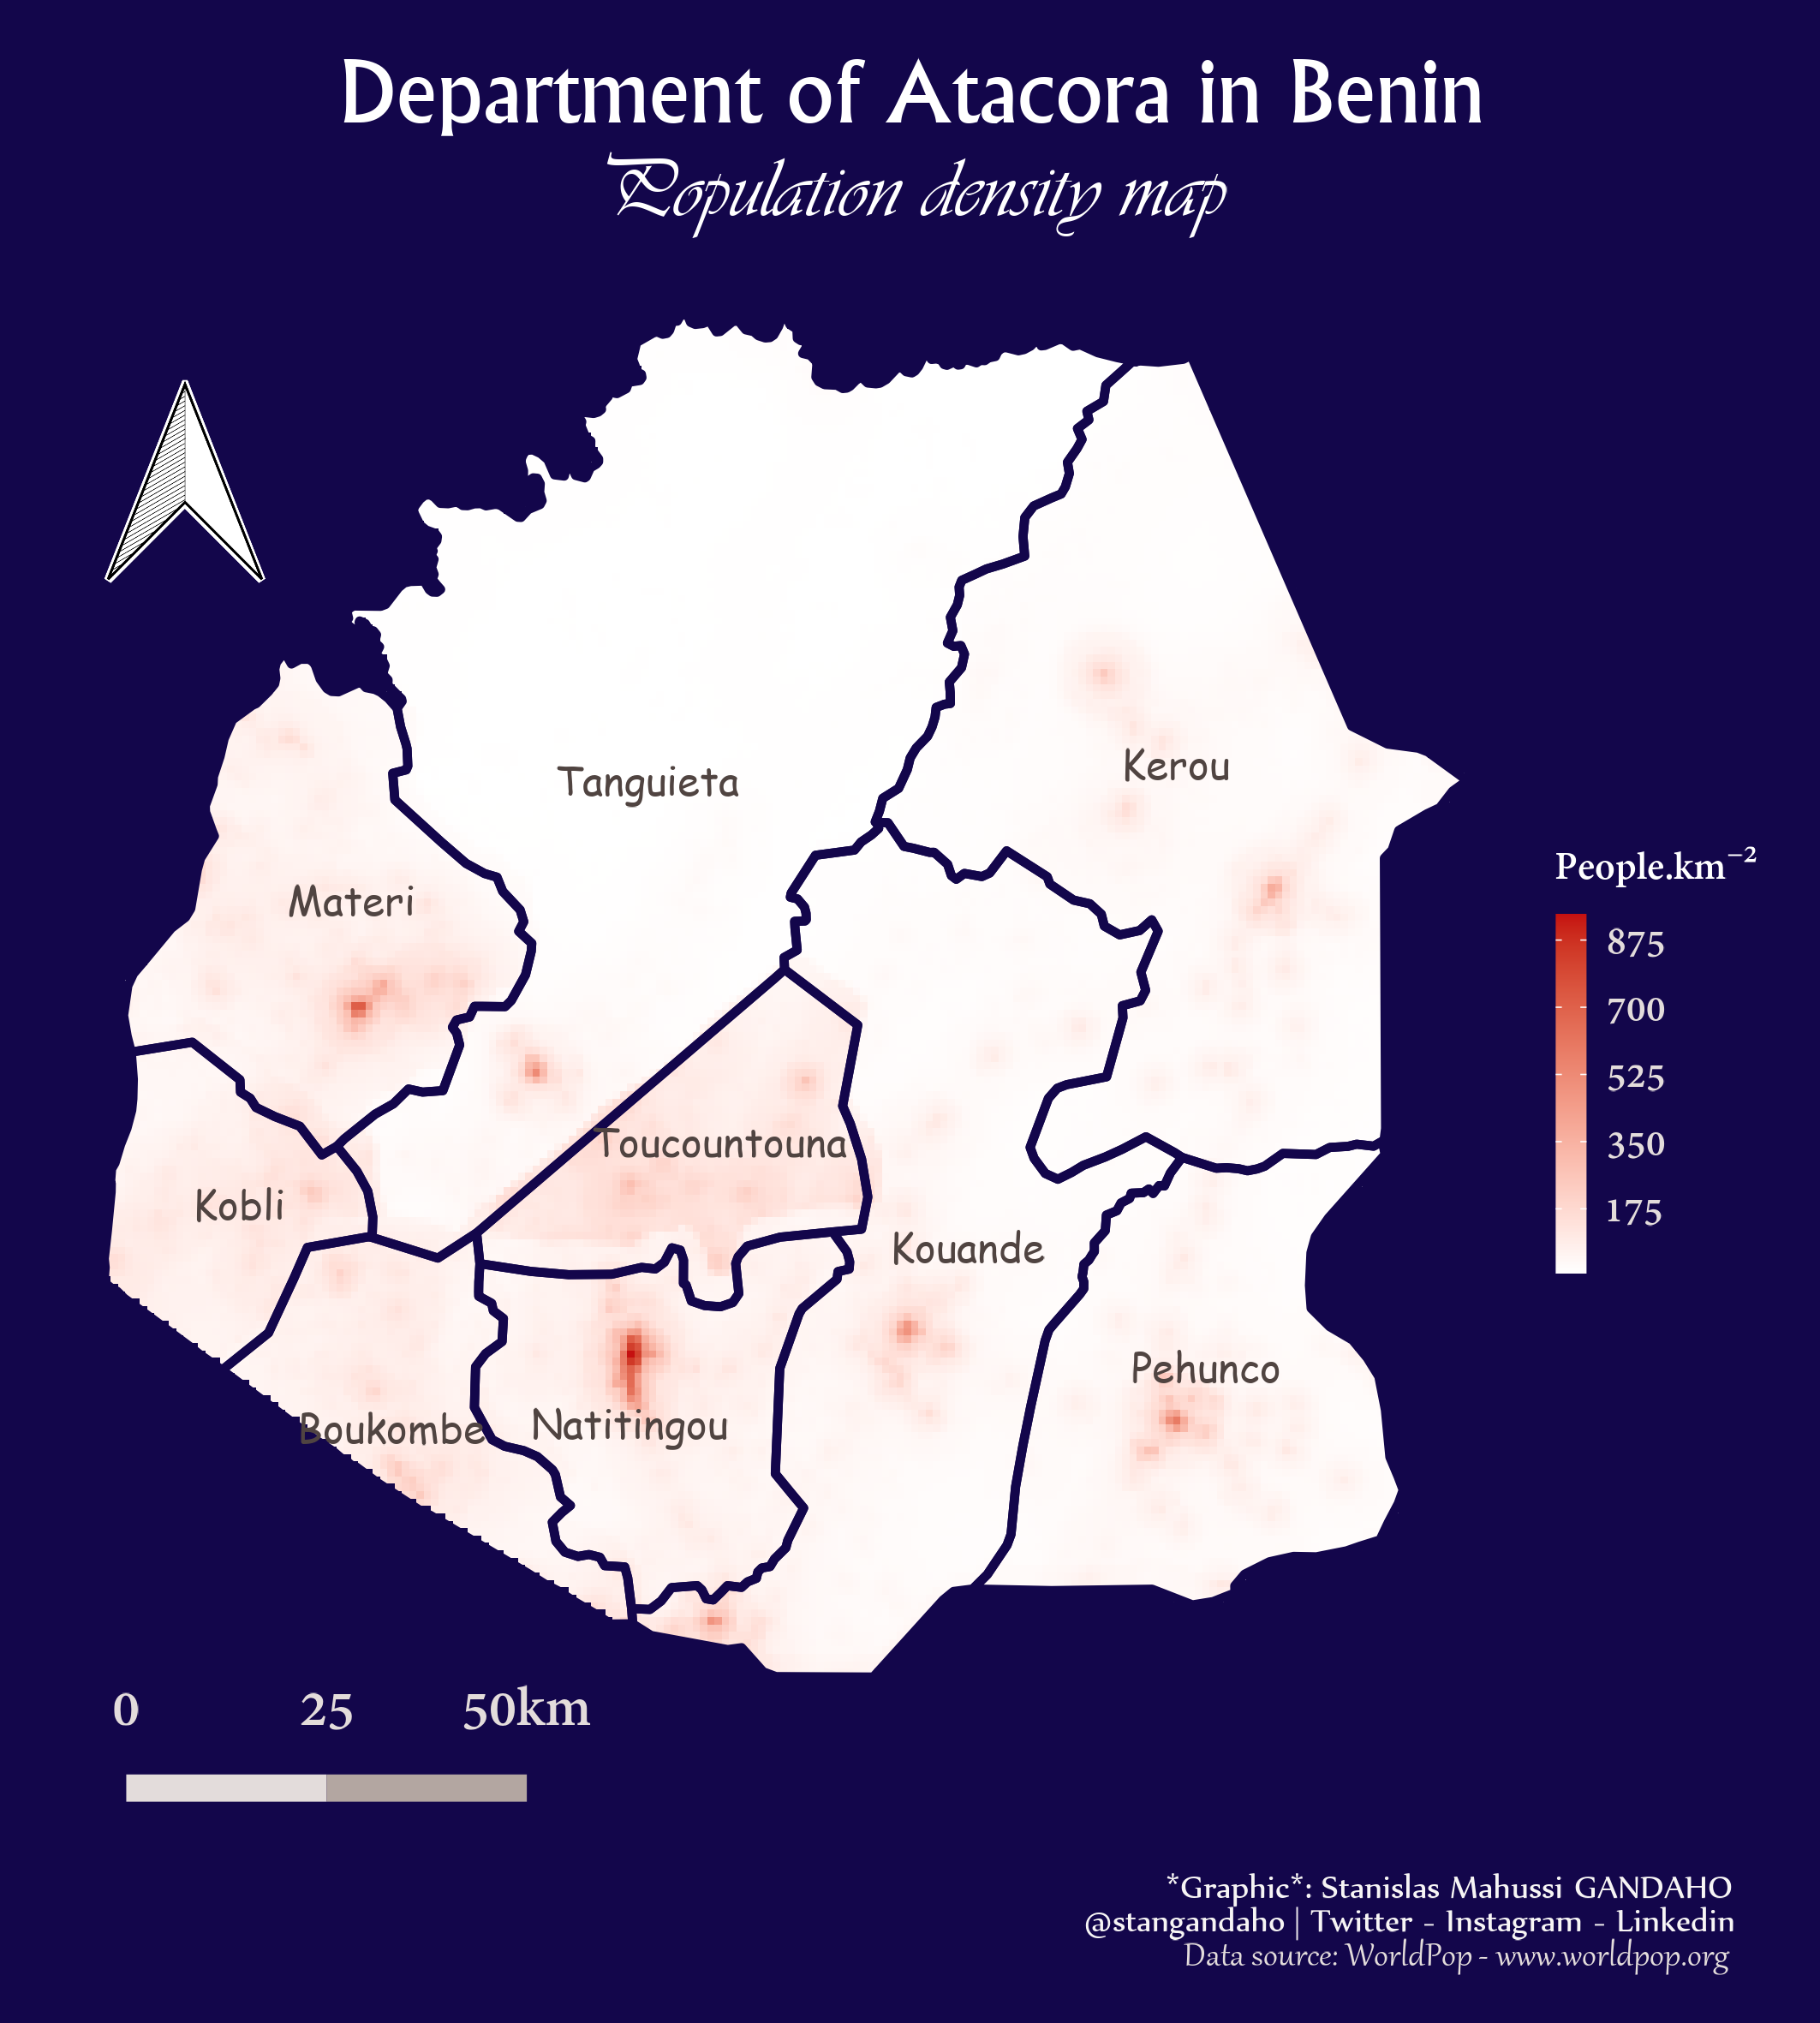 Department of Atacora in Benin
Population density map
Tanguieta
Kerou
Materi
People.km⁻²
875
700
525
350
175
Toucountouna
Kobli
Kouande
Pehunco
Boukombe
Natitingou
0 25 50km
*Graphic*: Stanislas Mahussi GANDAHO
@stangandaho | Twitter - Instagram - Linkedin
Data source: WorldPop - www.worldpop.org